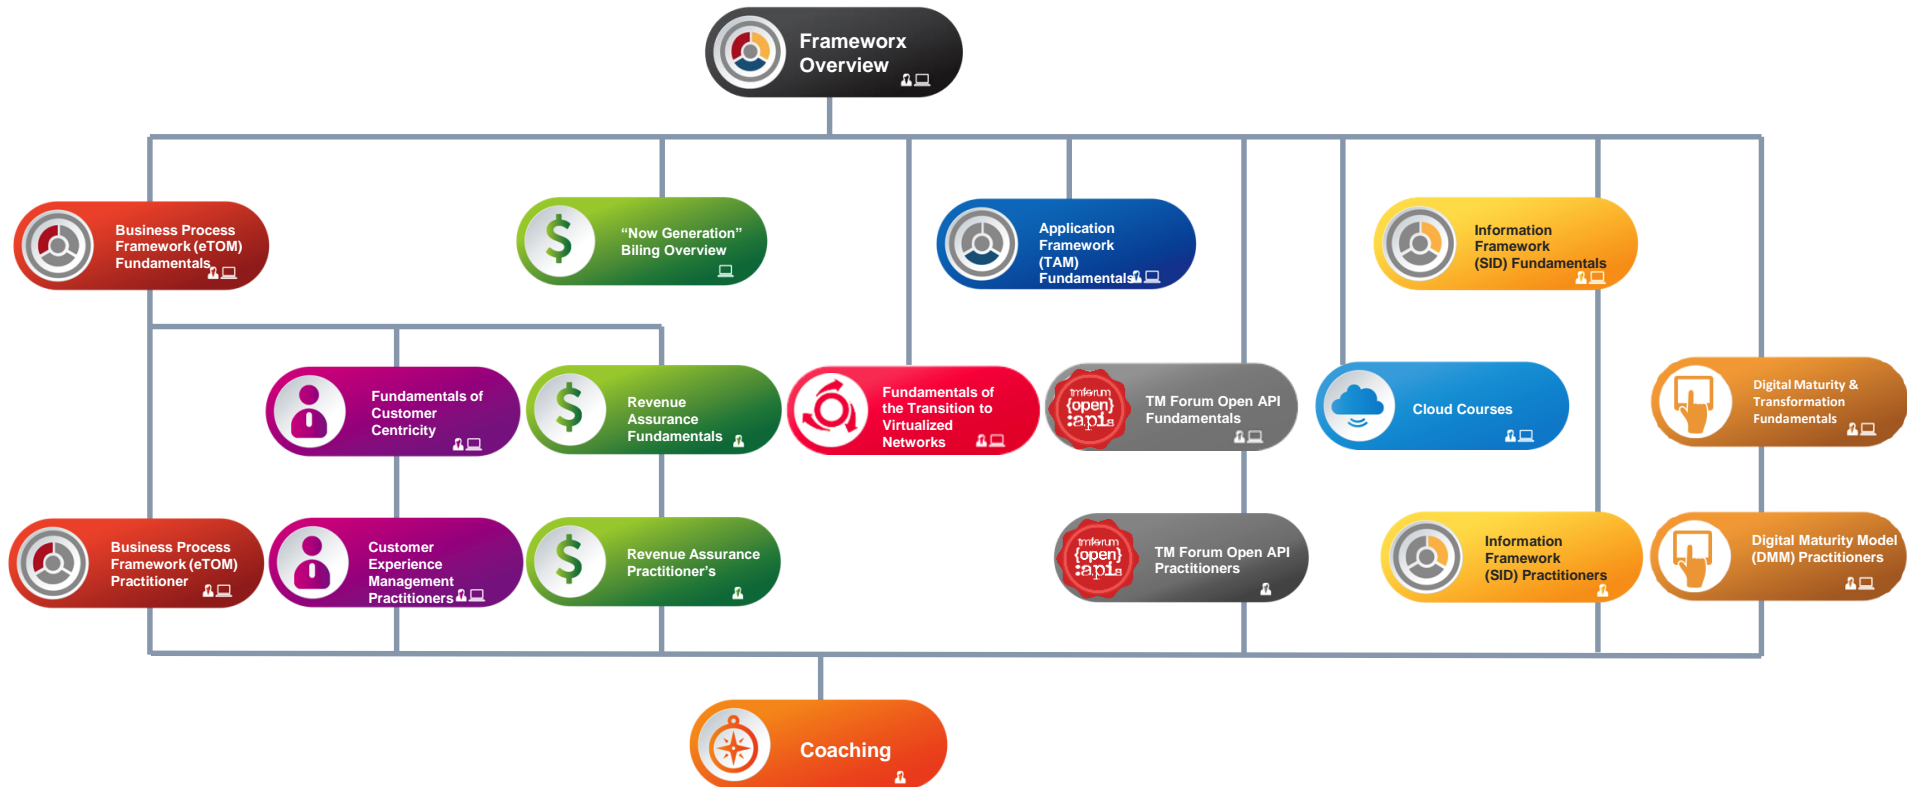 Frameworx
Overview
Business Process
Framework (eTOM)
Fundamentals
“Now Generation”
Biling Overview
Application
Framework
(TAM)
Fundamentals
Information
Framework
(SID) Fundamentals
Fundamentals of
Customer
Centricity
Revenue
Assurance
Fundamentals
Fundamentals of
the Transition to
Virtualized
Networks
tmforum
{open}
:apis
TM Forum Open API
Fundamentals
Cloud Courses
Digital Maturity &
Transformation
Fundamentals
Business Process
Framework (eTOM)
Practitioner
Customer
Experience
Management
Practitioners
Revenue Assurance
Practitioner's
tmforum
{open}
:apis
TM Forum Open API
Practitioners
Information
Framework
(SID) Practitioners
Digital Maturity Model
(DMM) Practitioners
Coaching